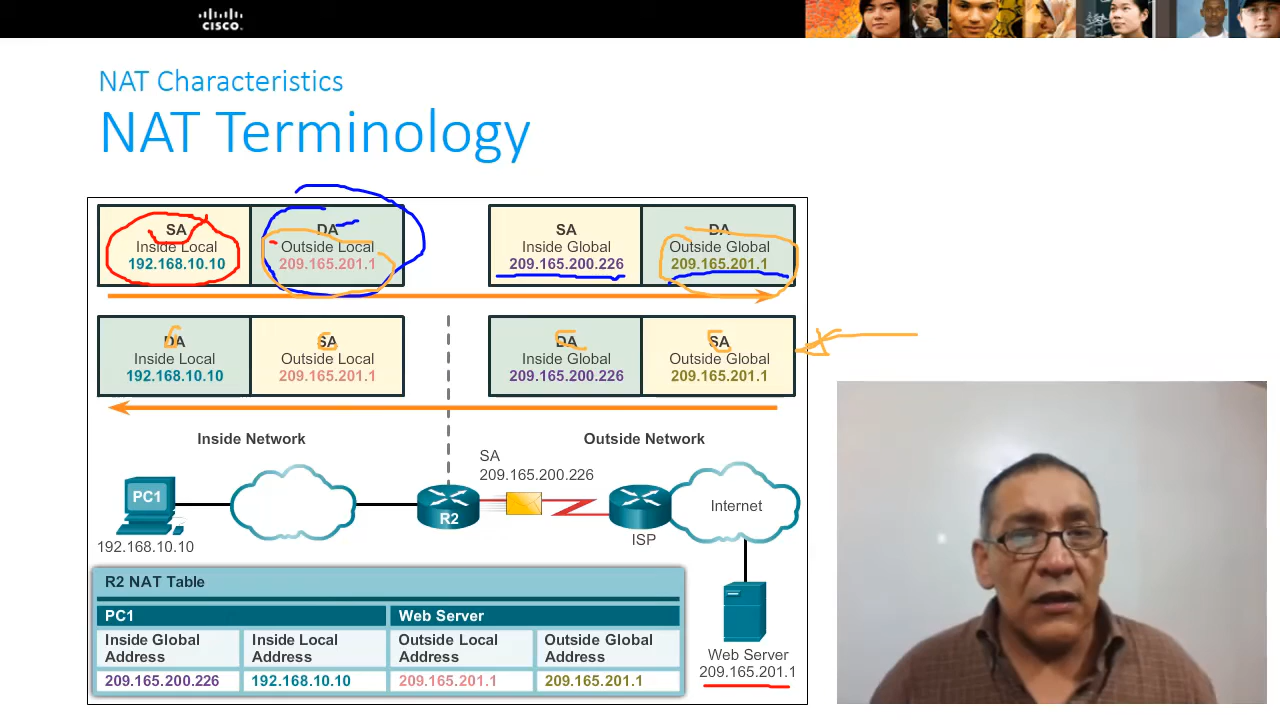 CISCO
NAT Characteristics
NAT Terminology
SA
Inside Local
192.168.10.10
DA
Outside Local
209.165.201.1
SA
Inside Global
209.165.200.226
DA
Outside Global
209.165.201.1
DA
Inside Local
192.168.10.10
SA
Outside Local
209.165.201.1
DA
Inside Global
209.165.200.226
SA
Outside Global
209.165.201.1
Inside Network
Outside Network
SA
209.165.200.226
PC1
R2
ISP
Internet
192.168.10.10
Web Server
209.165.201.1
R2 NAT Table
PC1 Web Server
Inside Global Address Inside Local Address Outside Local Address Outside Global Address
209.165.200.226 192.168.10.10 209.165.201.1 209.165.201.1